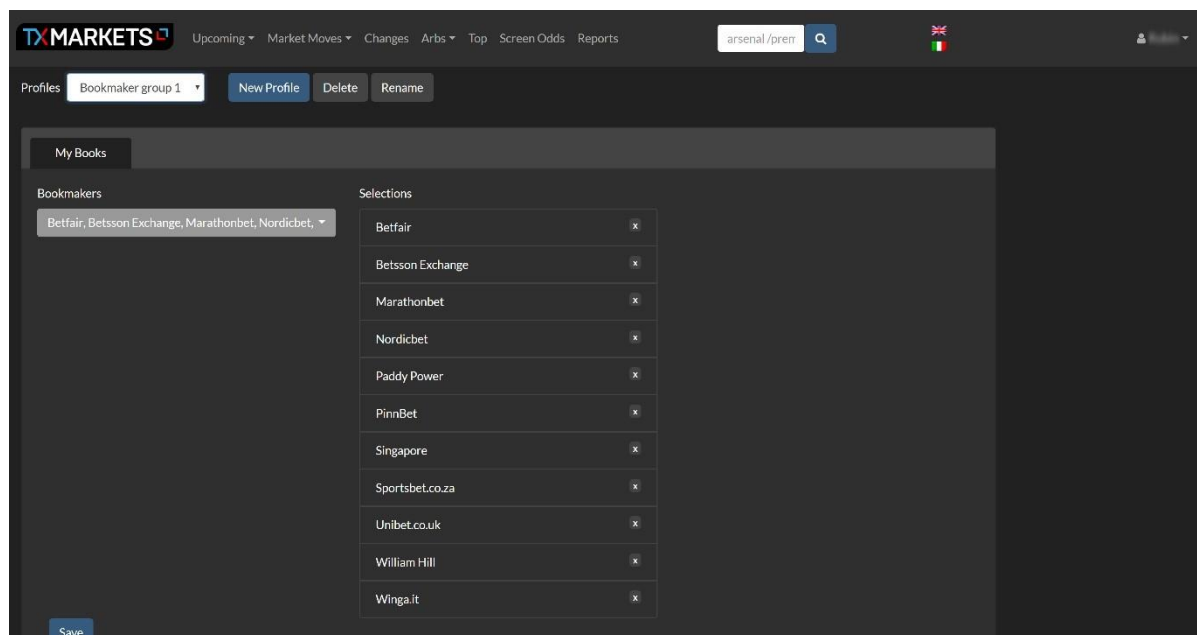 TXMARKETS Upcoming Market Moves Changes Arbs Top Screen Odds Reports arsenal /prem
Profiles Bookmaker group 1 New Profile Delete Rename
My Books
Bookmakers Selections
Betfair, Betsson Exchange, Marathonbet, Nordicbet,
Betfair x
Betsson Exchange x
Marathonbet x
Nordicbet x
Paddy Power x
PinnBet x
Singapore x
Sportsbet.co.za x
Unibet.co.uk x
William Hill x
Winga.it x
Save